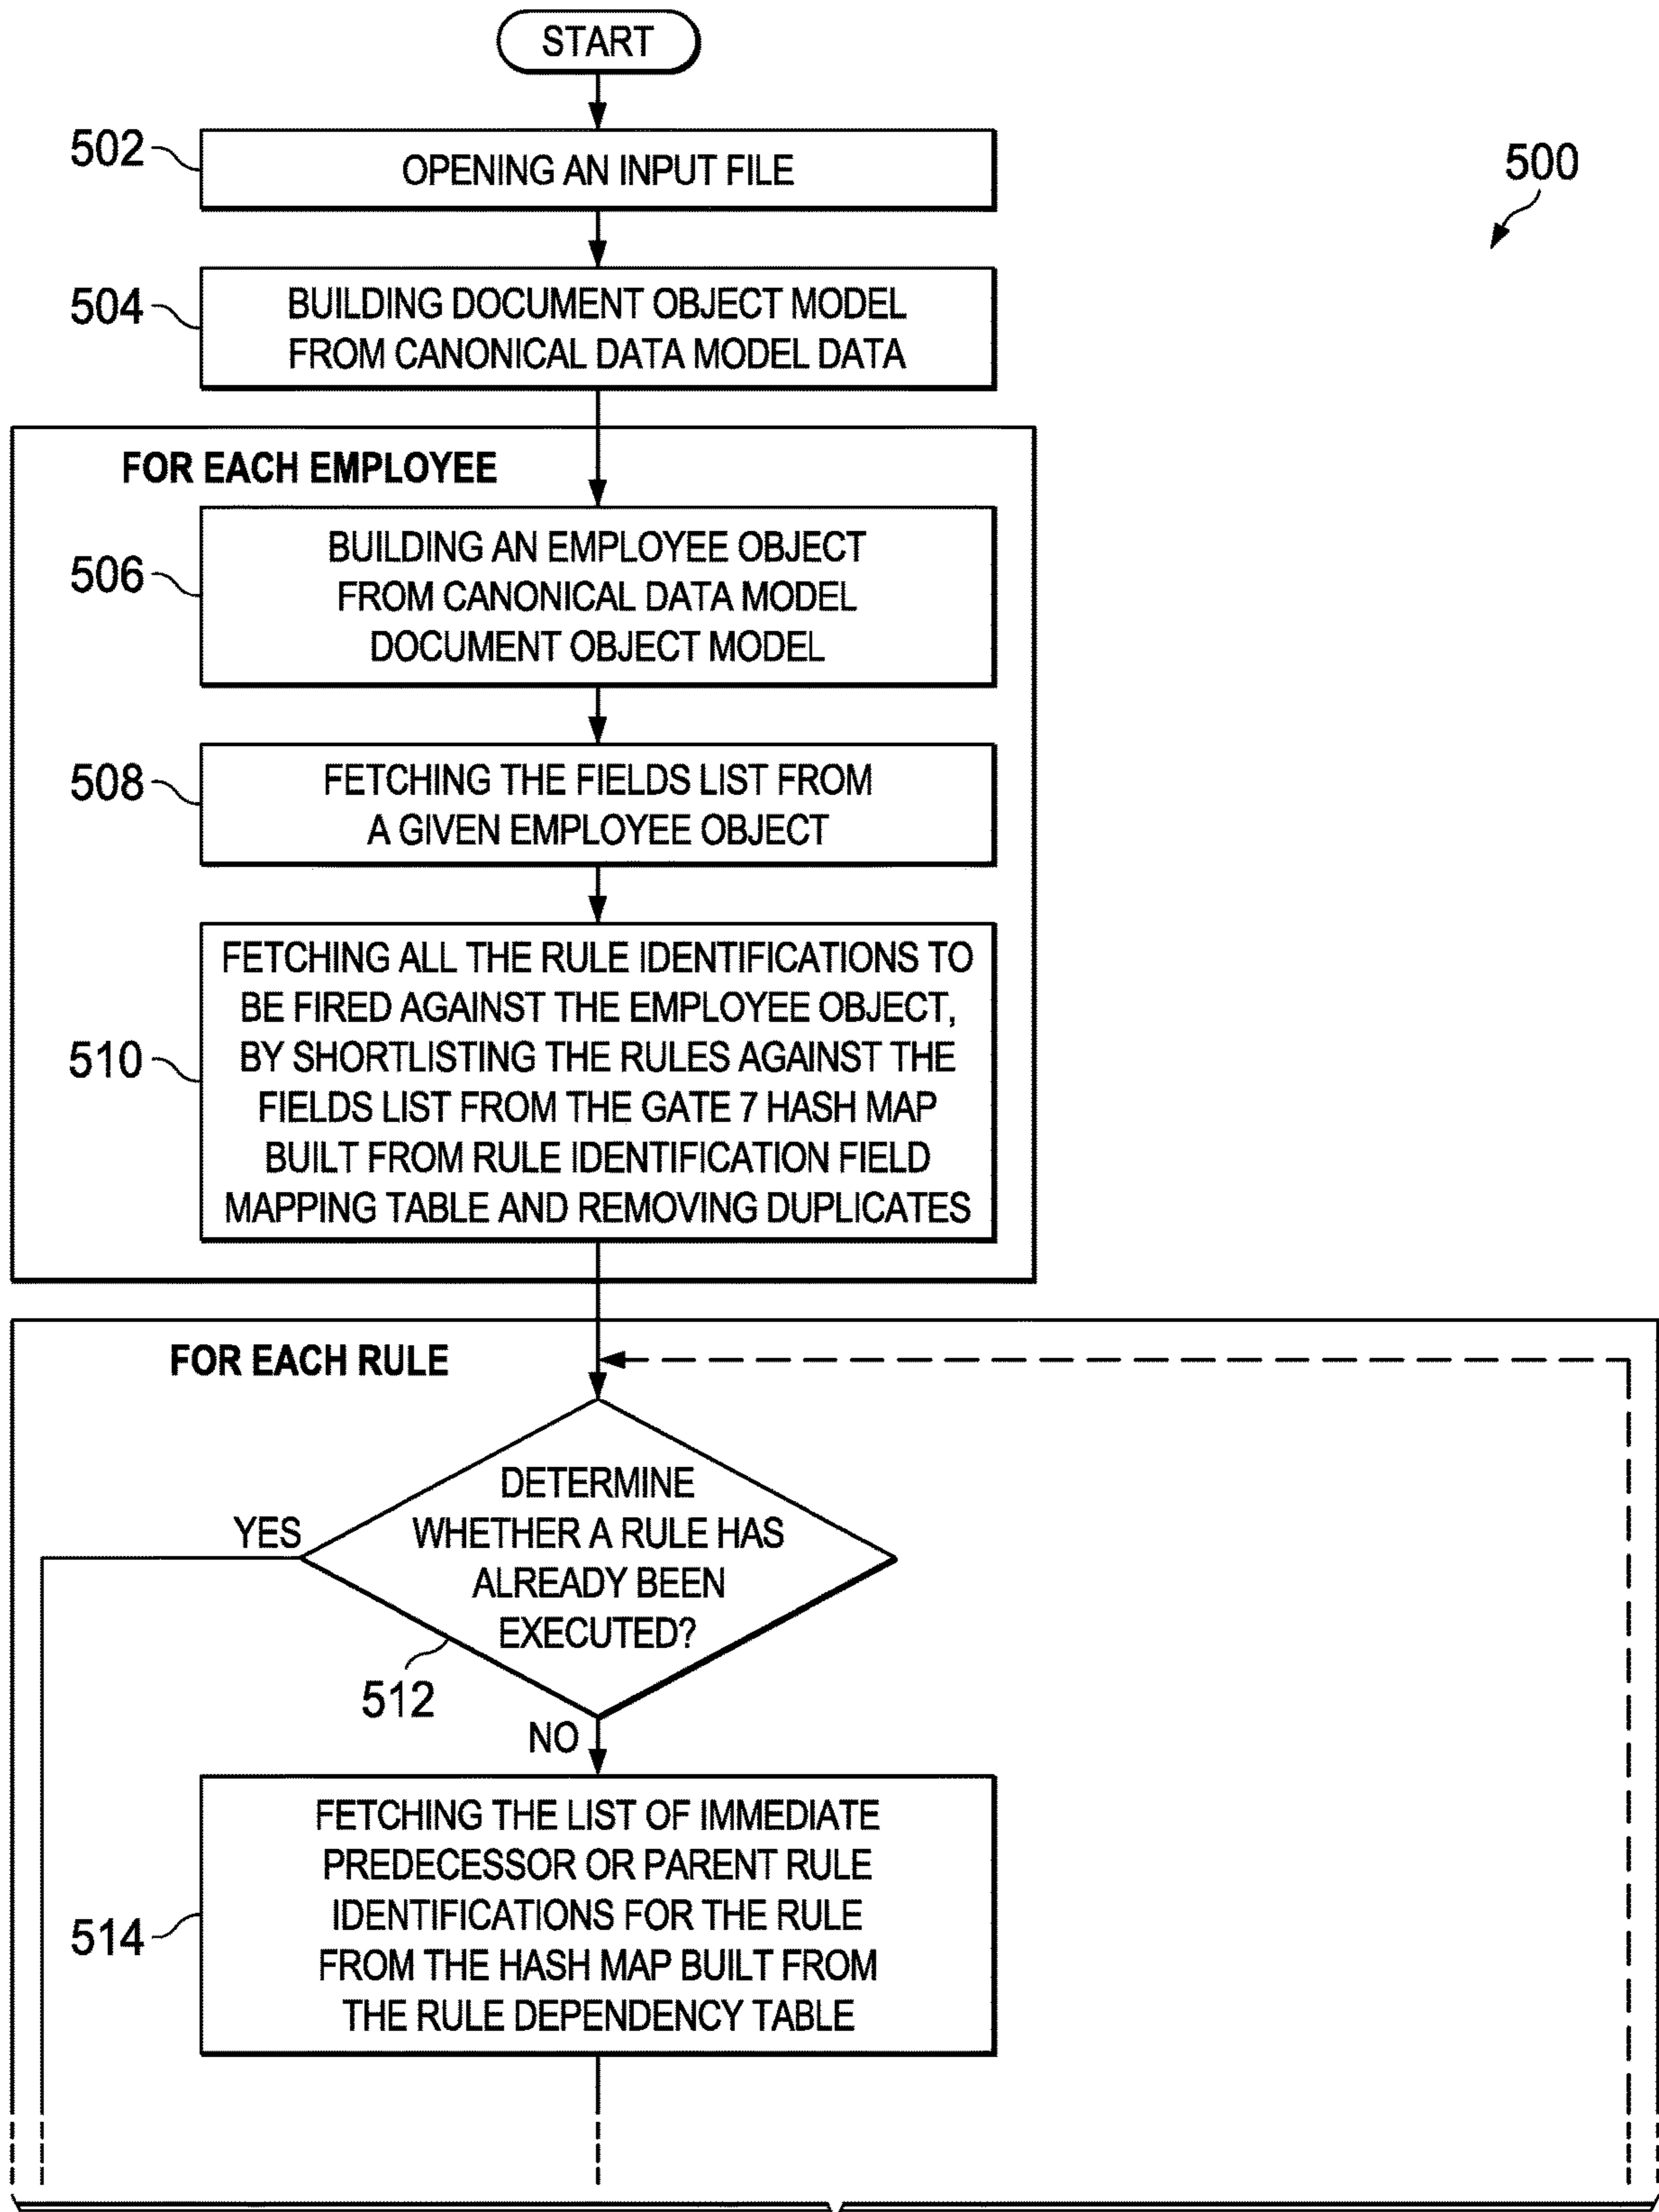 START
502
OPENING AN INPUT FILE
500
504
BUILDING DOCUMENT OBJECT MODEL
FROM CANONICAL DATA MODEL DATA
FOR EACH EMPLOYEE
506
BUILDING AN EMPLOYEE OBJECT
FROM CANONICAL DATA MODEL
DOCUMENT OBJECT MODEL
508
FETCHING THE FIELDS LIST FROM
A GIVEN EMPLOYEE OBJECT
510
FETCHING ALL THE RULE IDENTIFICATIONS TO
BE FIRED AGAINST THE EMPLOYEE OBJECT,
BY SHORTLISTING THE RULES AGAINST THE
FIELDS LIST FROM THE GATE 7 HASH MAP
BUILT FROM RULE IDENTIFICATION FIELD
MAPPING TABLE AND REMOVING DUPLICATES
FOR EACH RULE
YES
DETERMINE
WHETHER A RULE HAS
ALREADY BEEN
EXECUTED?
512
NO
514
FETCHING THE LIST OF IMMEDIATE
PREDECESSOR OR PARENT RULE
IDENTIFICATIONS FOR THE RULE
FROM THE HASH MAP BUILT FROM
THE RULE DEPENDENCY TABLE